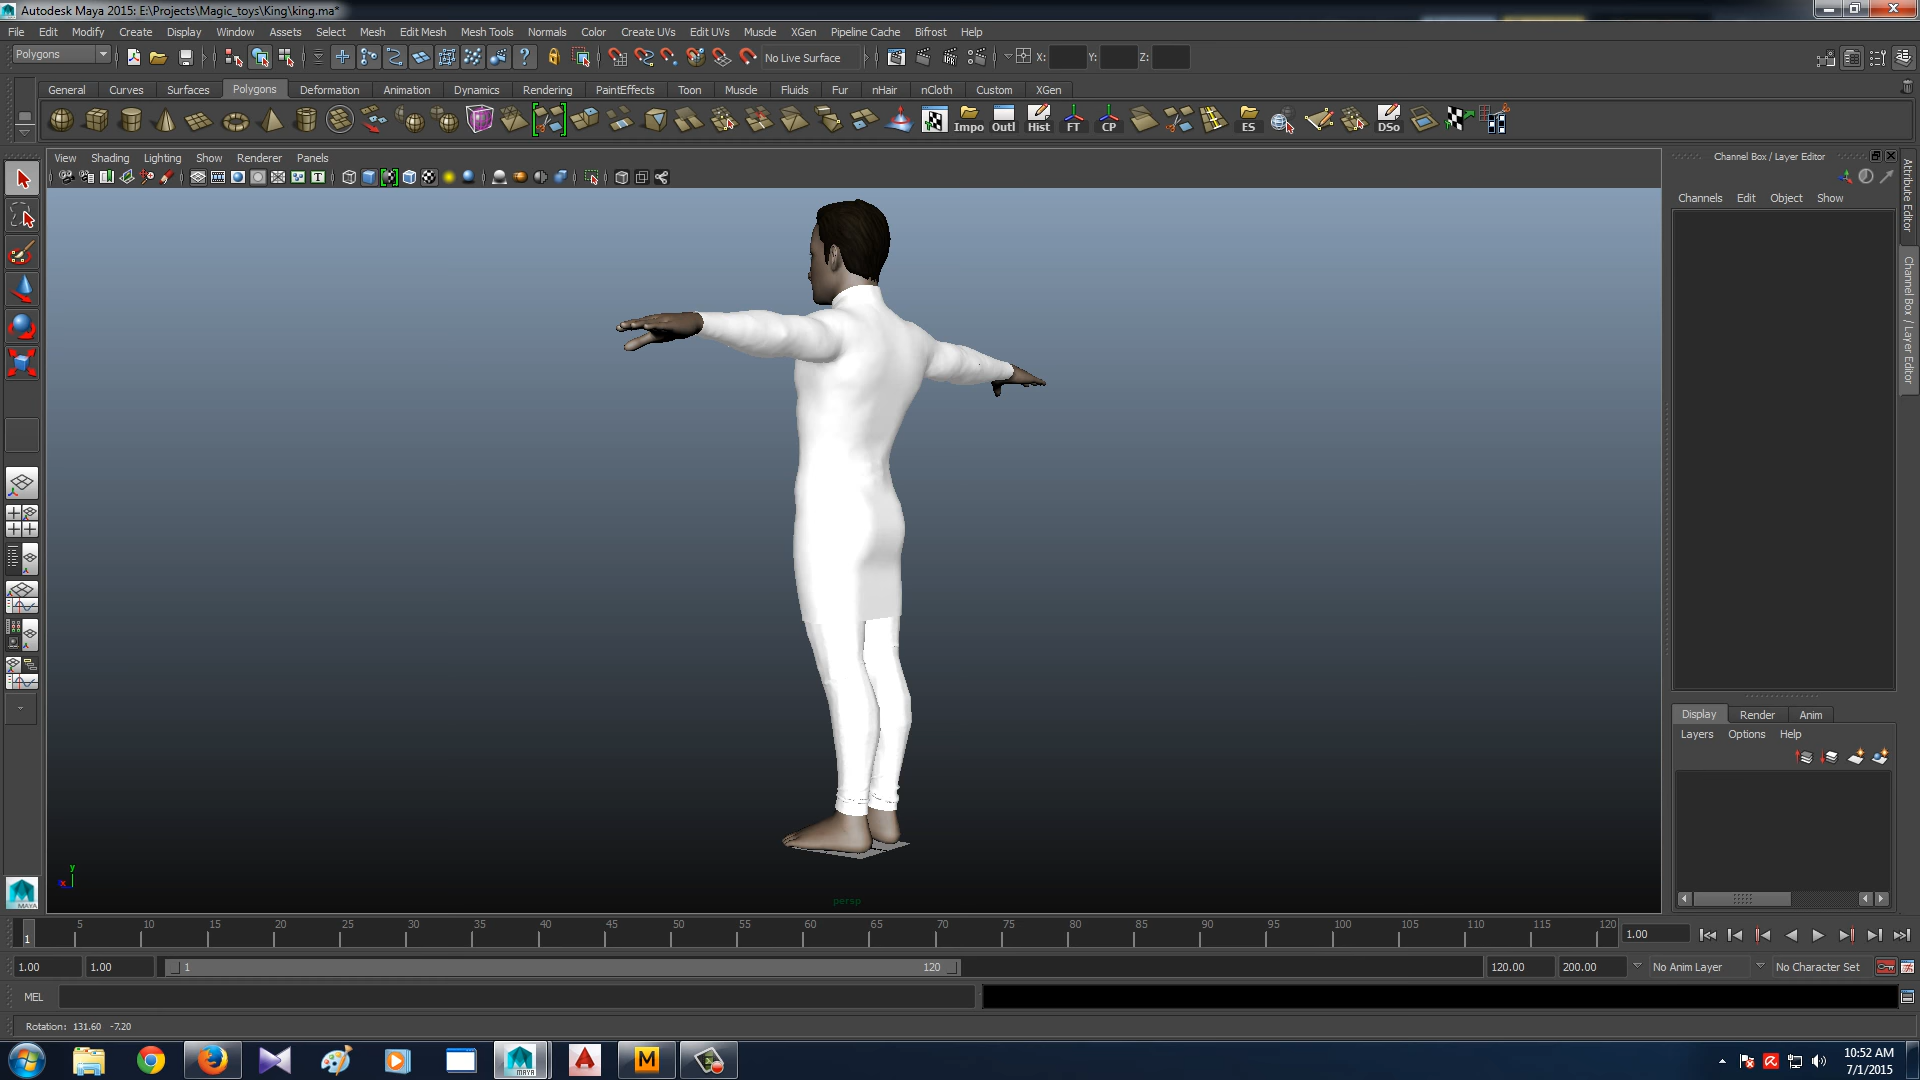 Autodesk Maya 2015: E:\Projects\Magic_toys\King\king.ma*
File Edit Modify Create Display Window Assets Select Mesh Edit Mesh Mesh Tools Normals Color Create UVs Edit UVs Muscle XGen Pipeline Cache Bifrost Help
Polygons No Live Surface X: Y: Z:
General Curves Surfaces Polygons Deformation Animation Dynamics Rendering PaintEffects Toon Muscle Fluids Fur nHair nCloth Custom XGen
Impo Outl Hist FT CP ES DSo
View Shading Lighting Show Renderer Panels
Channel Box / Layer Editor
Channels Edit Object Show
Attribute Editor
Channel Box / Layer Editor
Display Render Anim
Layers Options Help
y
x
persp
MAYA
1 5 10 15 20 25 30 35 40 45 50 55 60 65 70 75 80 85 90 95 100 105 110 115 120 1.00
1.00 1.00 1 120 120.00 200.00 No Anim Layer No Character Set
MEL
Rotation: 131.60 -7.20
MAYA
M
10:52 AM
7/1/2015